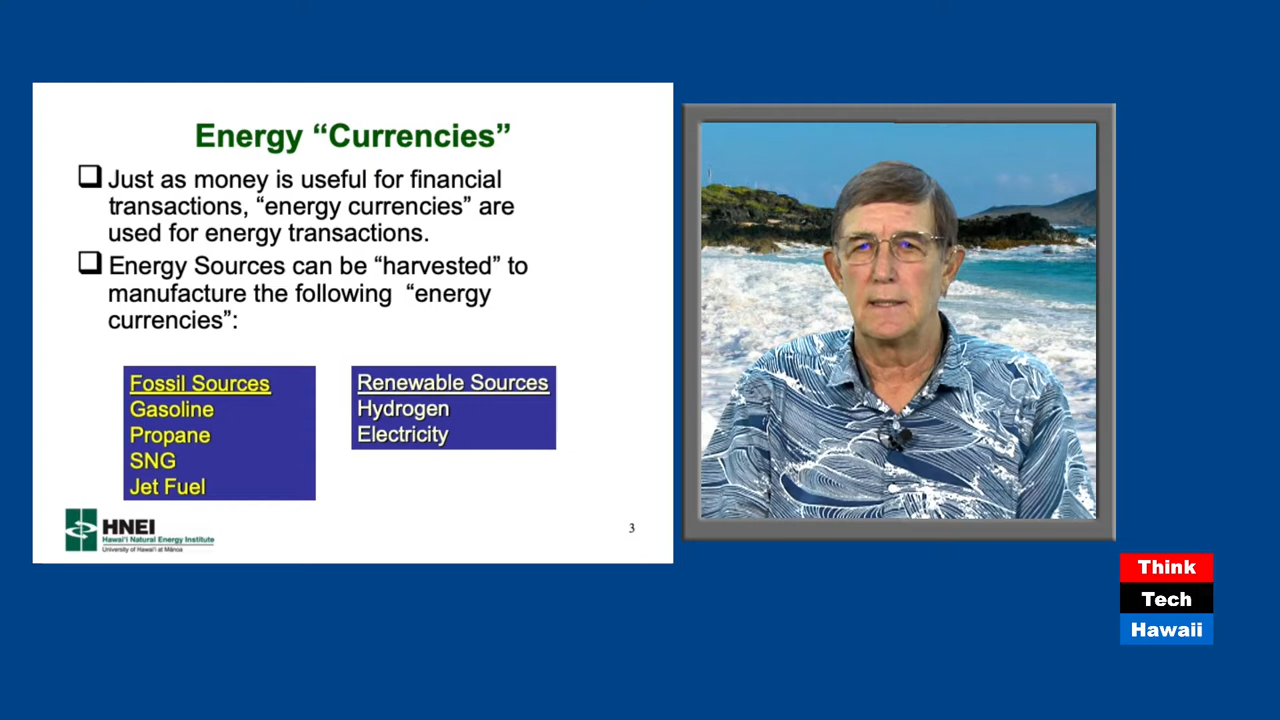 Energy “Currencies”
❑ Just as money is useful for financial
transactions, “energy currencies” are
used for energy transactions.
❑ Energy Sources can be “harvested” to
manufacture the following “energy
currencies”:
Fossil Sources
Gasoline
Propane
SNG
Jet Fuel
Renewable Sources
Hydrogen
Electricity
HNEI
Hawai‘i Natural Energy Institute
University of Hawai‘i at Mānoa
3
Think
Tech
Hawaii